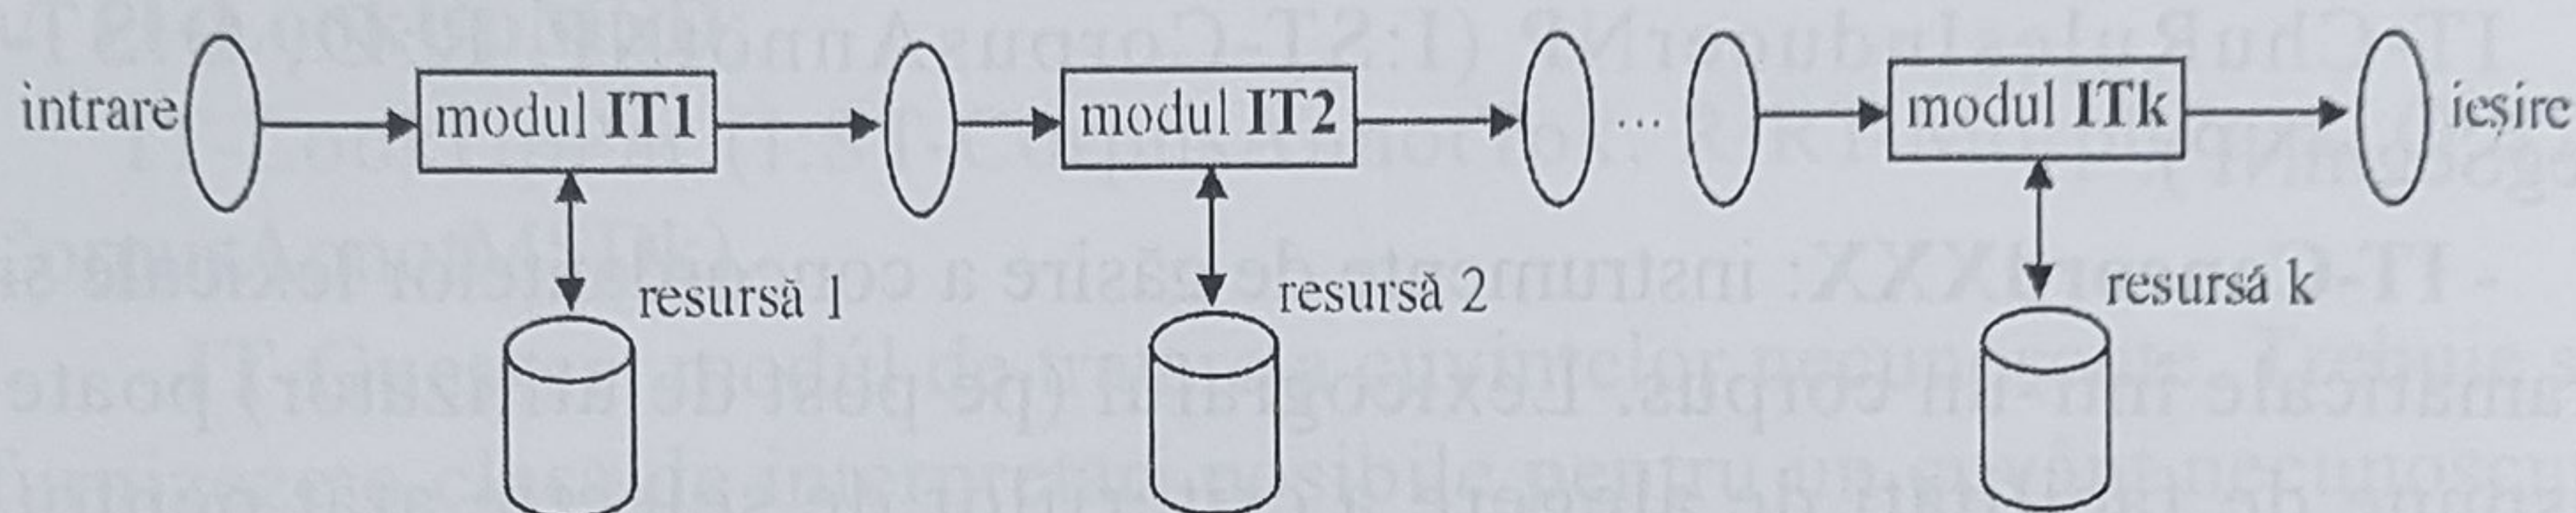 intrare modul IT1 modul IT2 ... modul ITk ieșire
resursă 1 resursă 2 resursă k